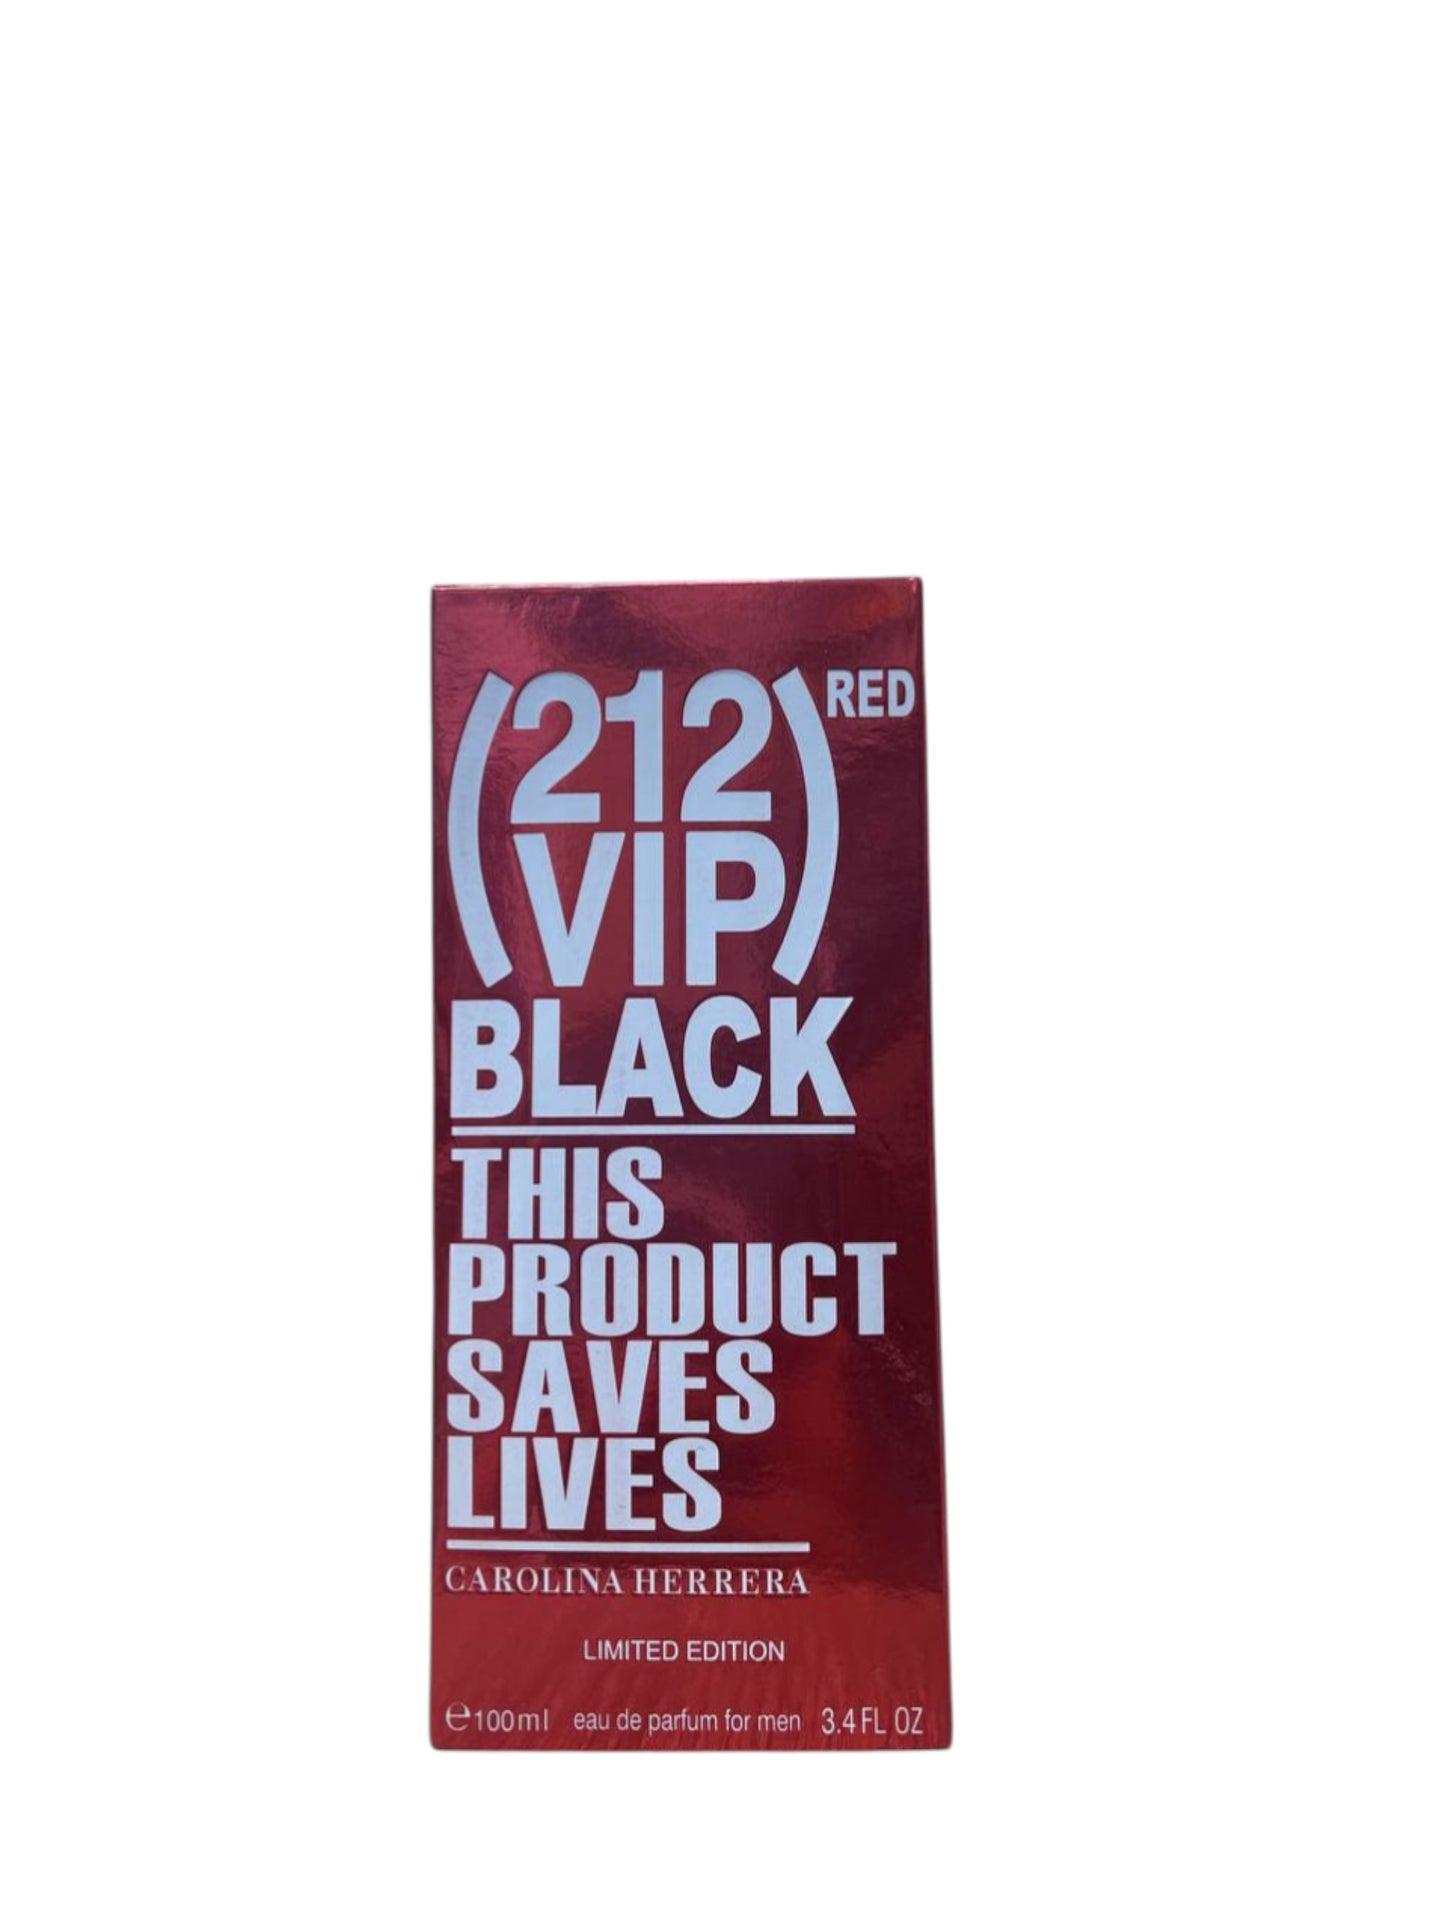 (212)RED
VIP
BLACK
THIS
PRODUCT
SAVES
LIVES
CAROLINA HERRERA
LIMITED EDITION
℮100ml eau de parfum for men 3.4 FL OZ